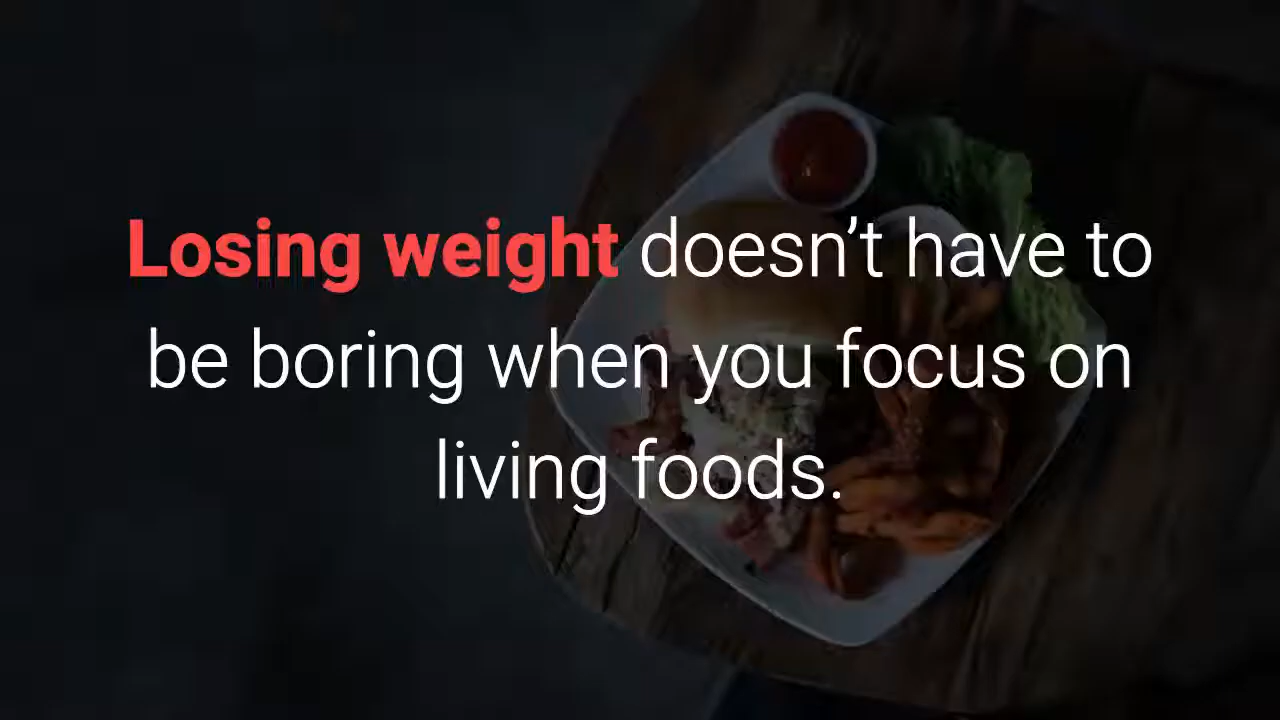 Losing weight doesn’t have to
be boring when you focus on
living foods.